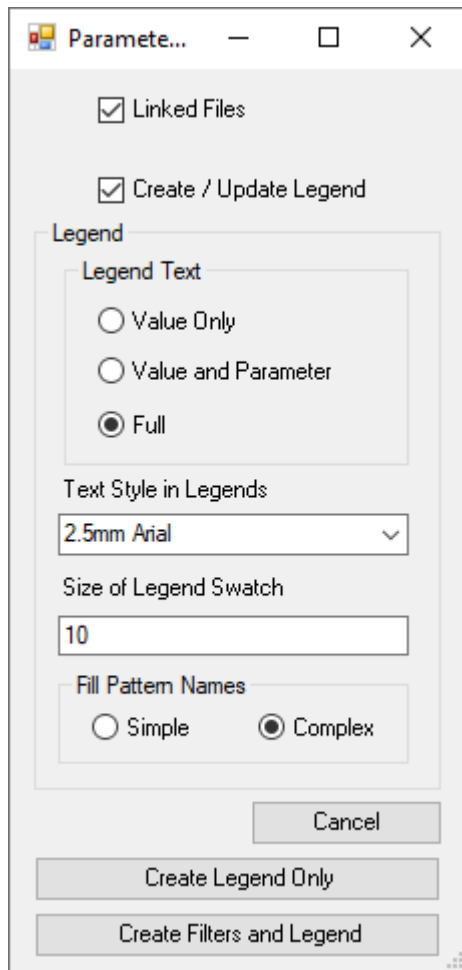 Paramete...
Linked Files
Create / Update Legend
Legend
Legend Text
Value Only
Value and Parameter
Full
Text Style in Legends
2.5mm Arial
Size of Legend Swatch
10
Fill Pattern Names
Simple Complex
Cancel
Create Legend Only
Create Filters and Legend